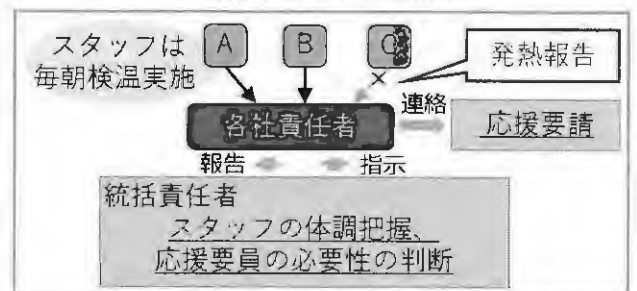 スタッフは
毎朝検温実施
A
B
C
×
発熱報告
各社責任者
連絡
応援要請
報告
指示
統括責任者
スタッフの体調把握、
応援要員の必要性の判断